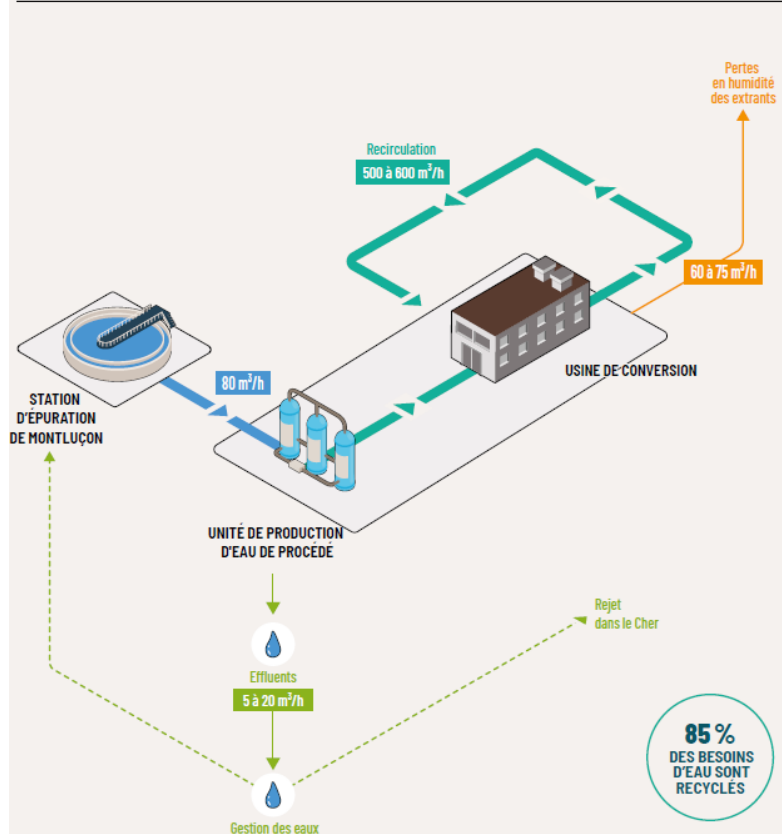 Pertes
en humidité
des extrants
Recirculation
500 à 600 m³/h
60 à 75 m³/h
USINE DE CONVERSION
80 m³/h
STATION
D'ÉPURATION
DE MONTLUÇON
UNITÉ DE PRODUCTION
D'EAU DE PROCÉDÉ
Rejet
dans le Cher
Effluents
5 à 20 m³/h
85 %
DES BESOINS
D'EAU SONT
RECYCLÉS
Gestion des eaux